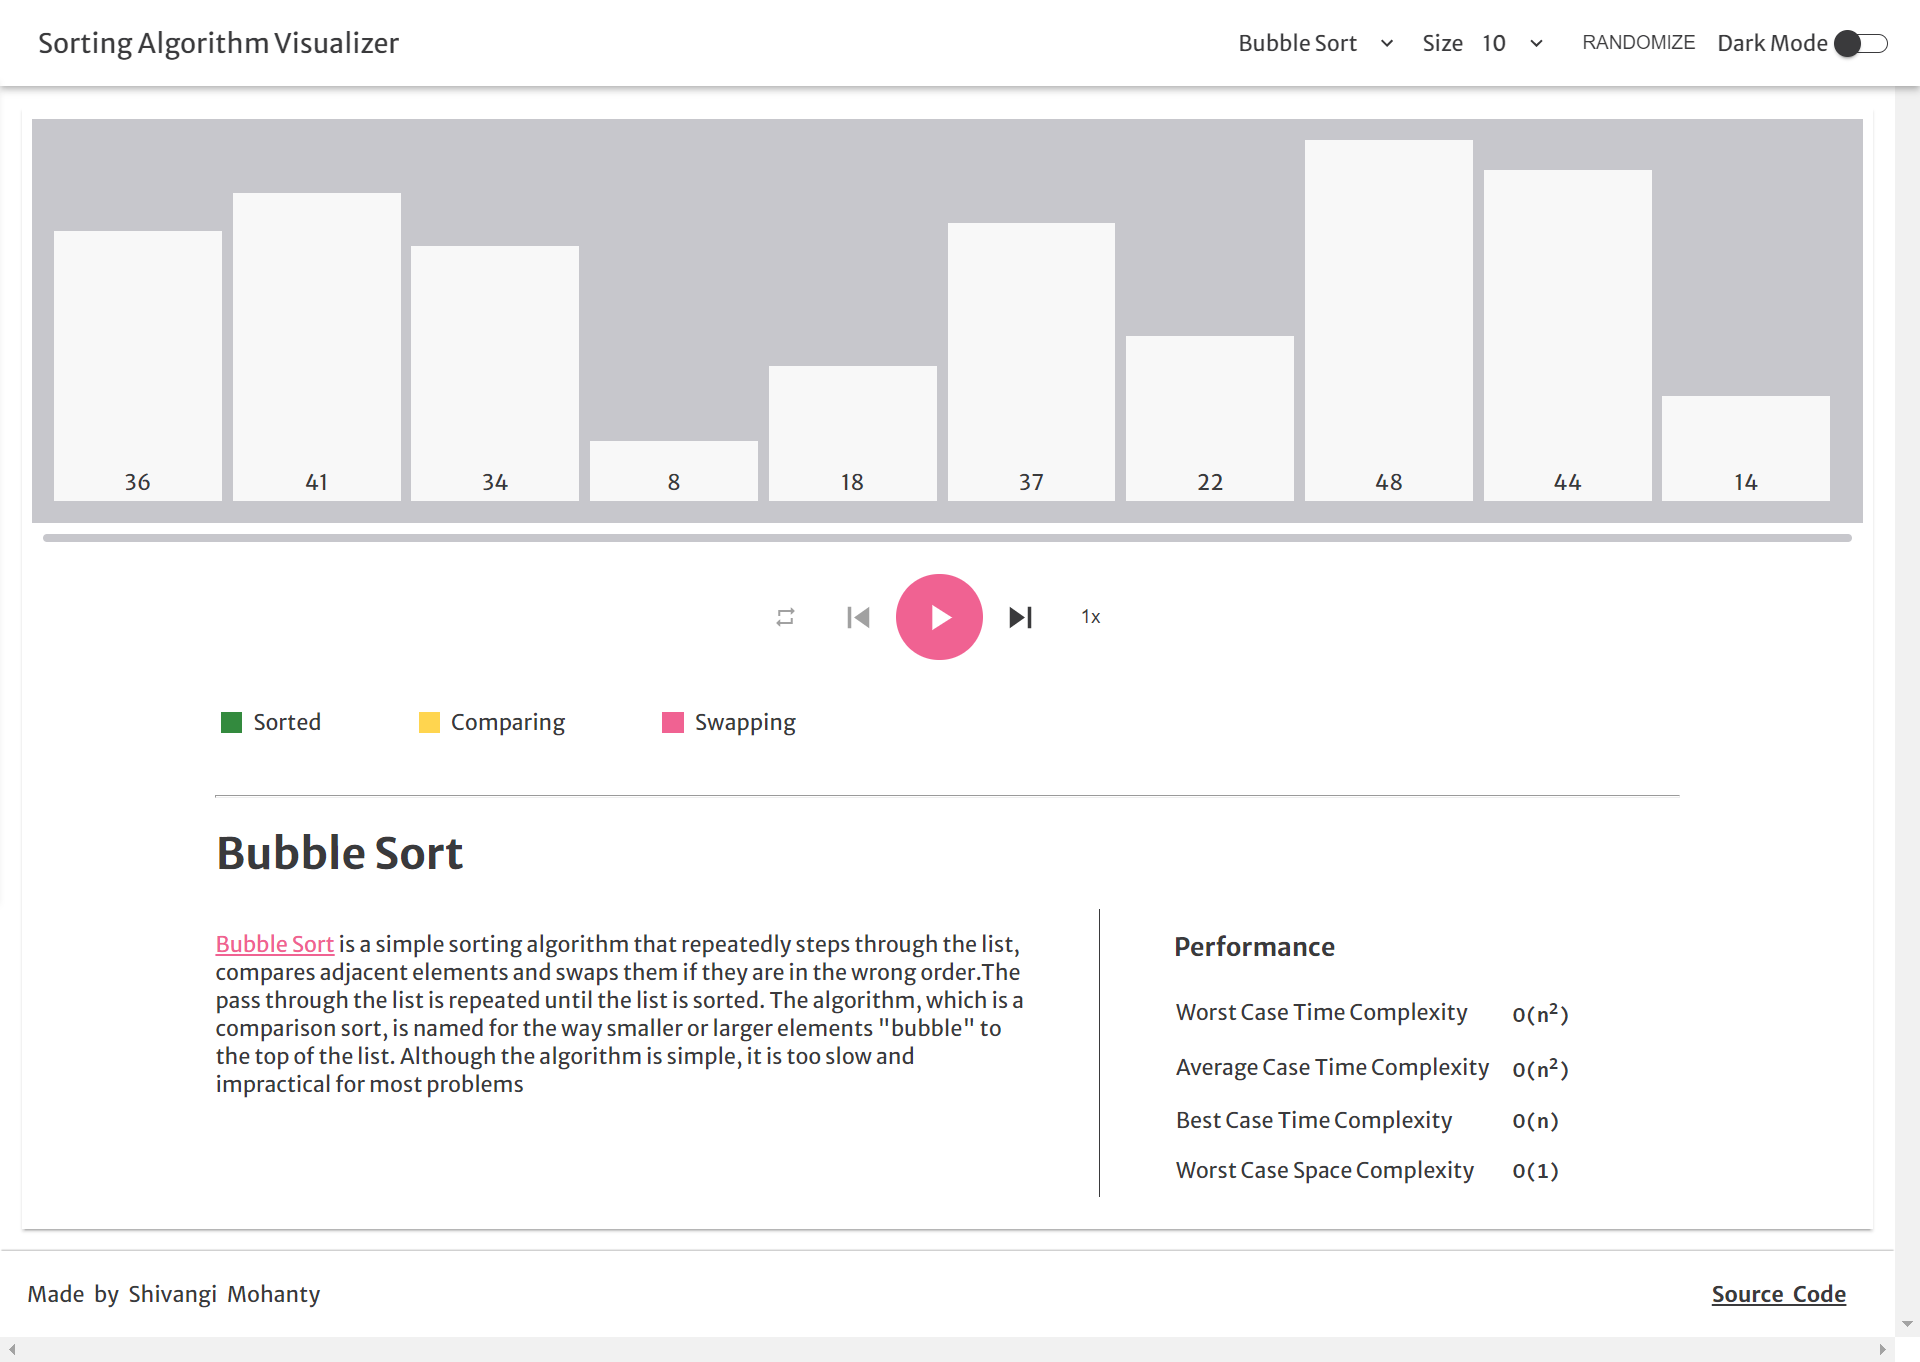 Sorting Algorithm Visualizer
Bubble Sort Size 10 RANDOMIZE Dark Mode
36 41 34 8 18 37 22 48 44 14
1x
Sorted Comparing Swapping
Bubble Sort
Bubble Sort is a simple sorting algorithm that repeatedly steps through the list,
compares adjacent elements and swaps them if they are in the wrong order.The
pass through the list is repeated until the list is sorted. The algorithm, which is a
comparison sort, is named for the way smaller or larger elements "bubble" to
the top of the list. Although the algorithm is simple, it is too slow and
impractical for most problems
Performance
Worst Case Time Complexity O(n²)
Average Case Time Complexity O(n²)
Best Case Time Complexity O(n)
Worst Case Space Complexity O(1)
Made by Shivangi Mohanty
Source Code